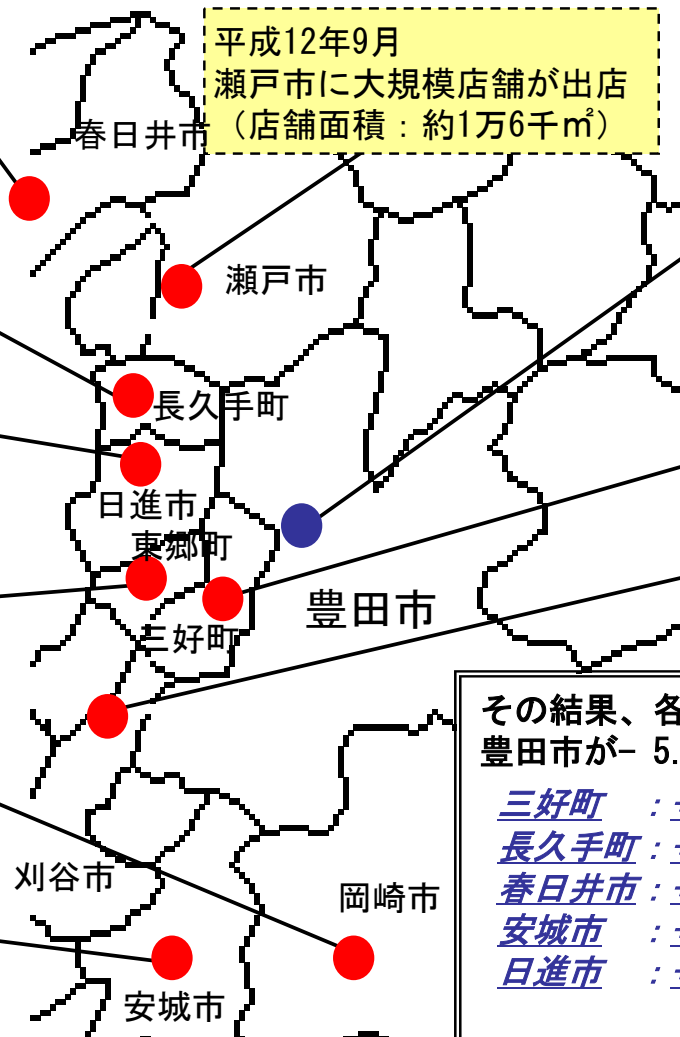 平成12年9月
瀬戸市に大規模店舗が出店
（店舗面積：約1万6千㎡）
春日井市
瀬戸市
長久手町
日進市
東郷町
豊田市
三好町
その結果、各
豊田市が− 5.
三好町　：
長久手町：
春日井市：
安城市　：
日進市　：
刈谷市
岡崎市
安城市